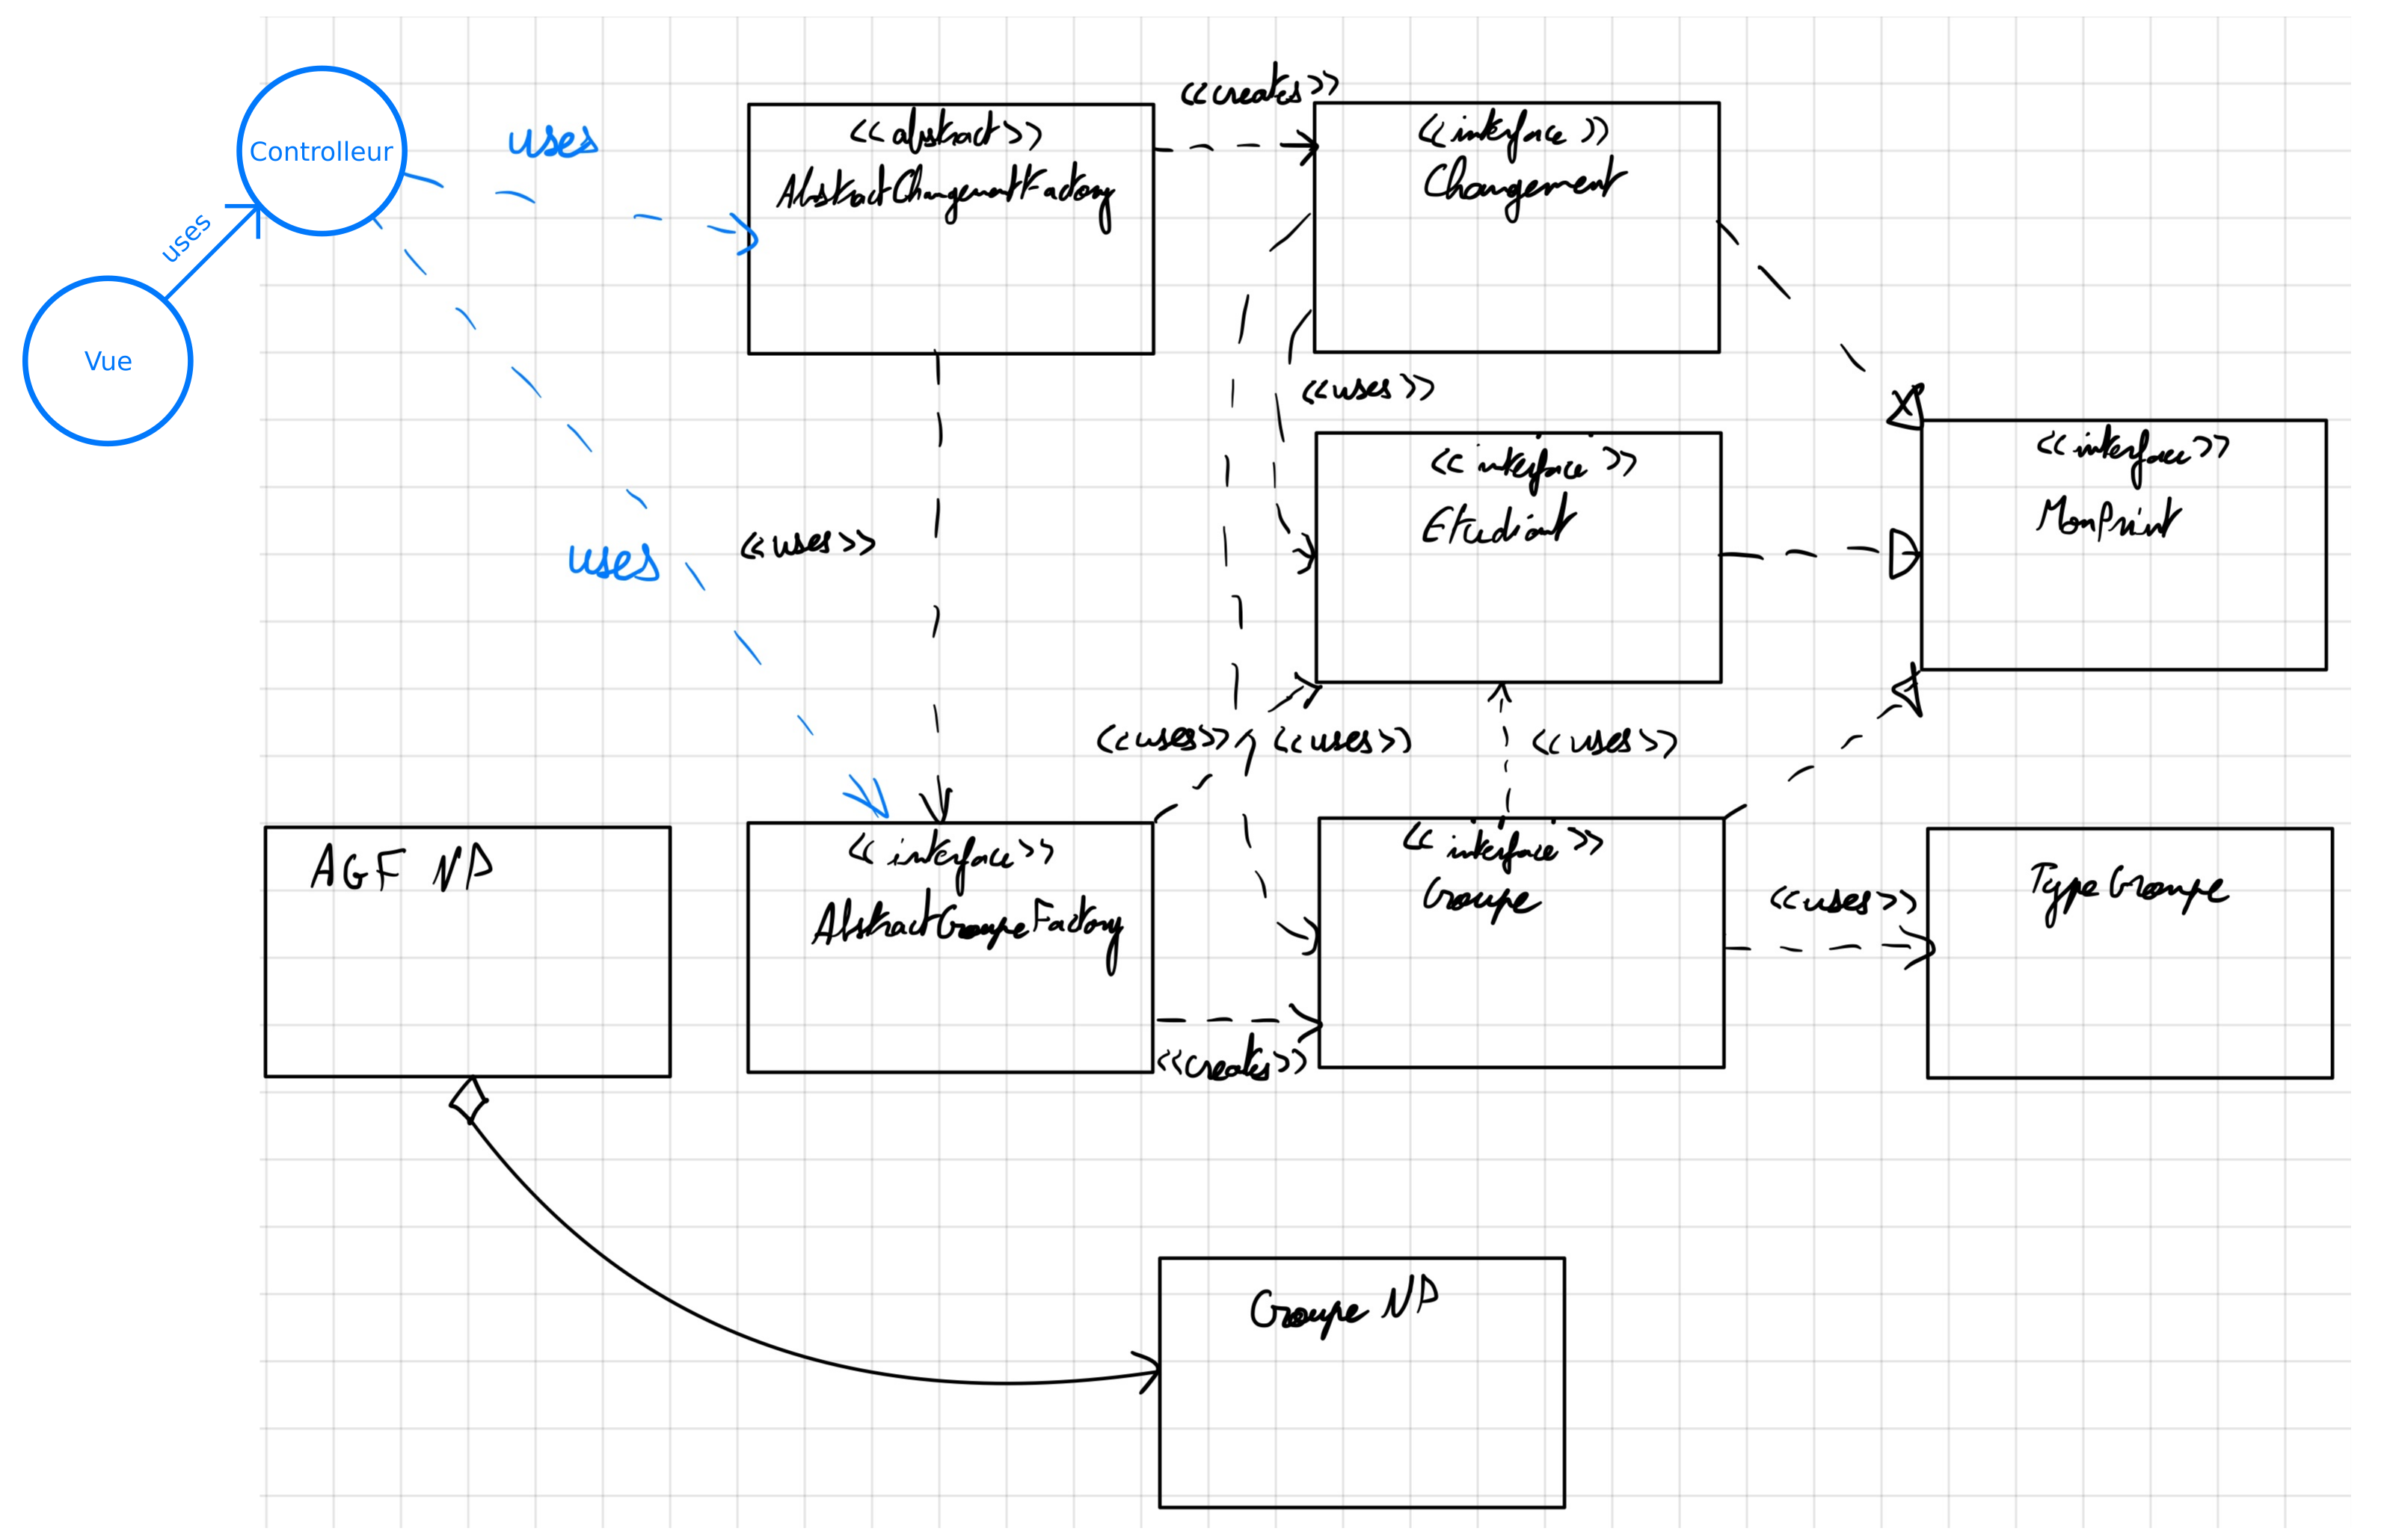 Controlleur
uses
uses
Vue
<<abstract>>
AbstractChangementFactory
<<creates>>
<<interface>>
Changement
<<uses>>
<<interface>>
Etudiant
<<interface>>
MonPrint
uses
<<uses>>
<<uses>>
<<uses>>
<<uses>>
AGF NP
<<interface>>
AbstractGroupeFactory
<<interface>>
Groupe
<<uses>>
TypeGroupe
<<creates>>
Groupe NP